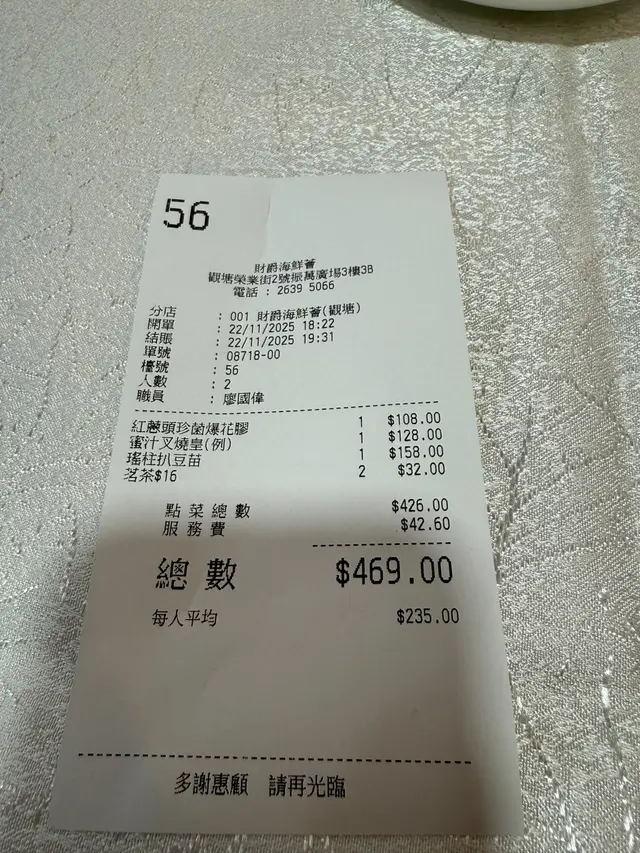 56
財爵海鮮薈
觀塘榮業街2號振萬廣場3樓3B
電話 : 2639 5066
分店 : 001 財爵海鮮薈(觀塘)
開單 : 22/11/2025 18:22
結賬 : 22/11/2025 19:31
單號 : 08718-00
檯號 : 56
人數 : 2
職員 : 廖國偉
紅蔥頭珍菌爆花膠 1 $108.00
蜜汁叉燒皇(例) 1 $128.00
瑤柱扒豆苗 1 $158.00
茗茶$16 2 $32.00
點菜總數 $426.00
服務費 $42.60
總數 $469.00
每人平均 $235.00
多謝惠顧 請再光臨